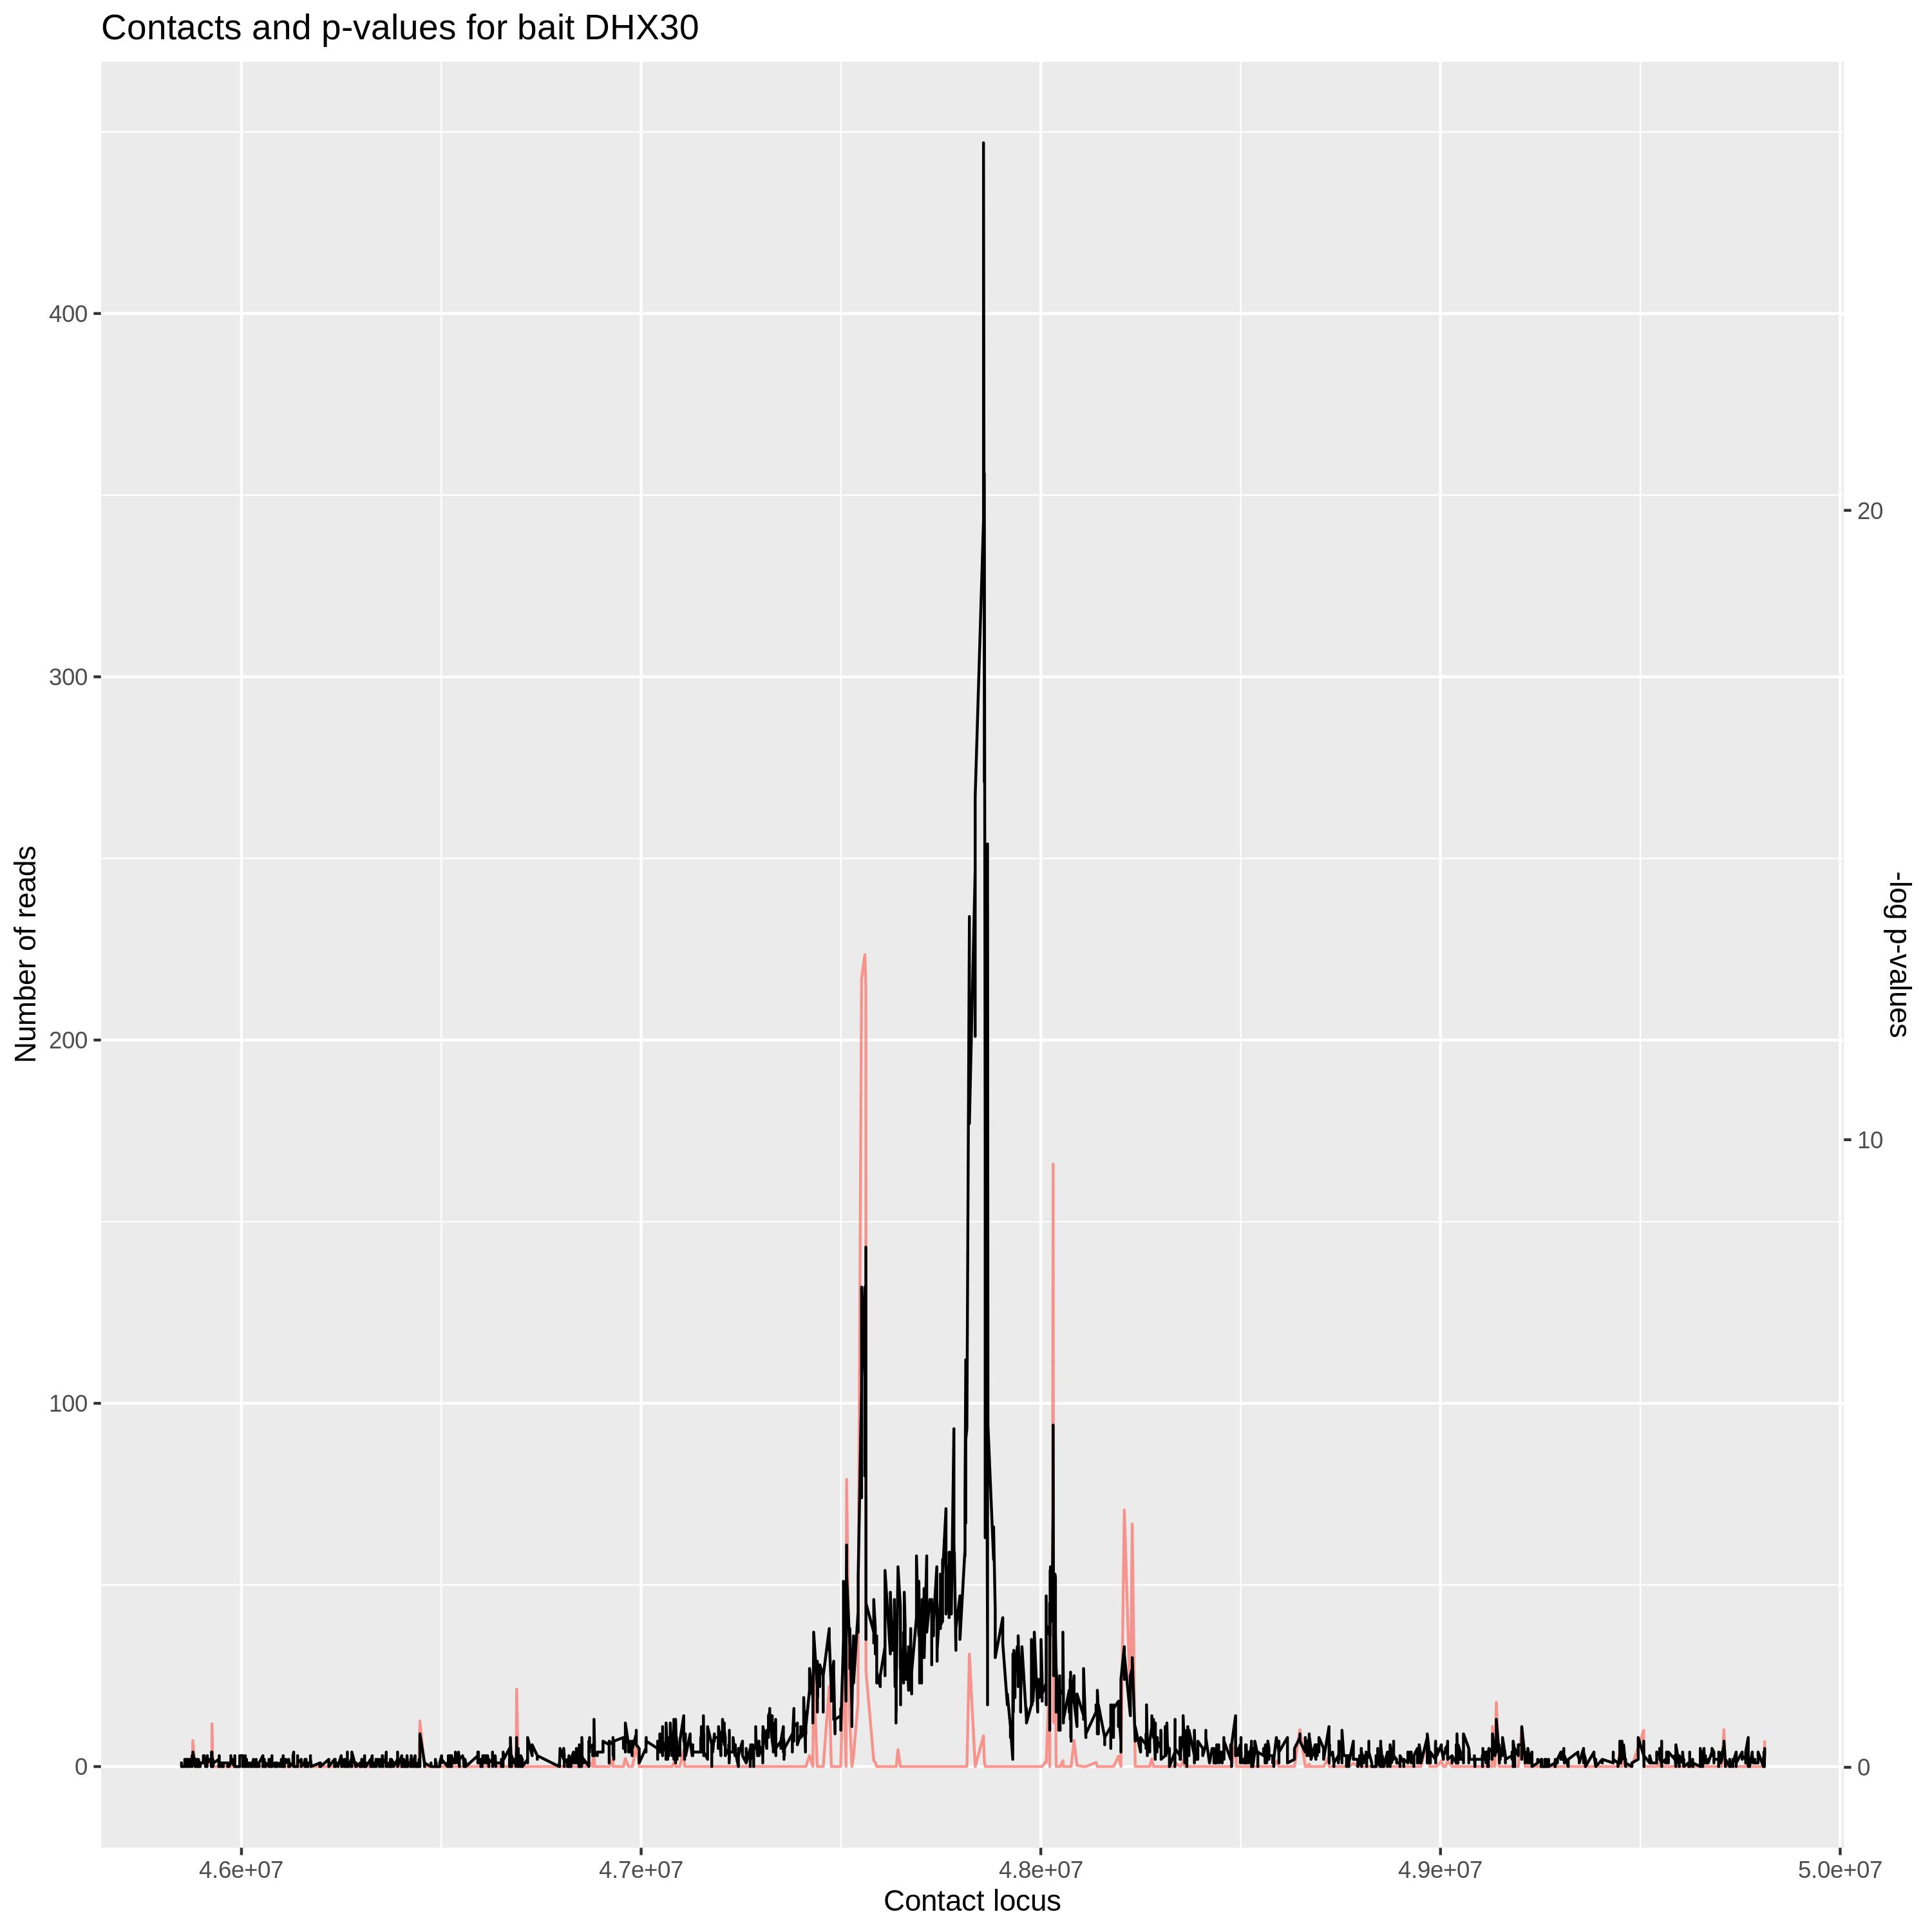 Contacts and p-values for bait DHX30
Number of reads
400
300
200
100
0
20
10
0
-log p-values
4.6e+07 4.7e+07 4.8e+07 4.9e+07 5.0e+07
Contact locus